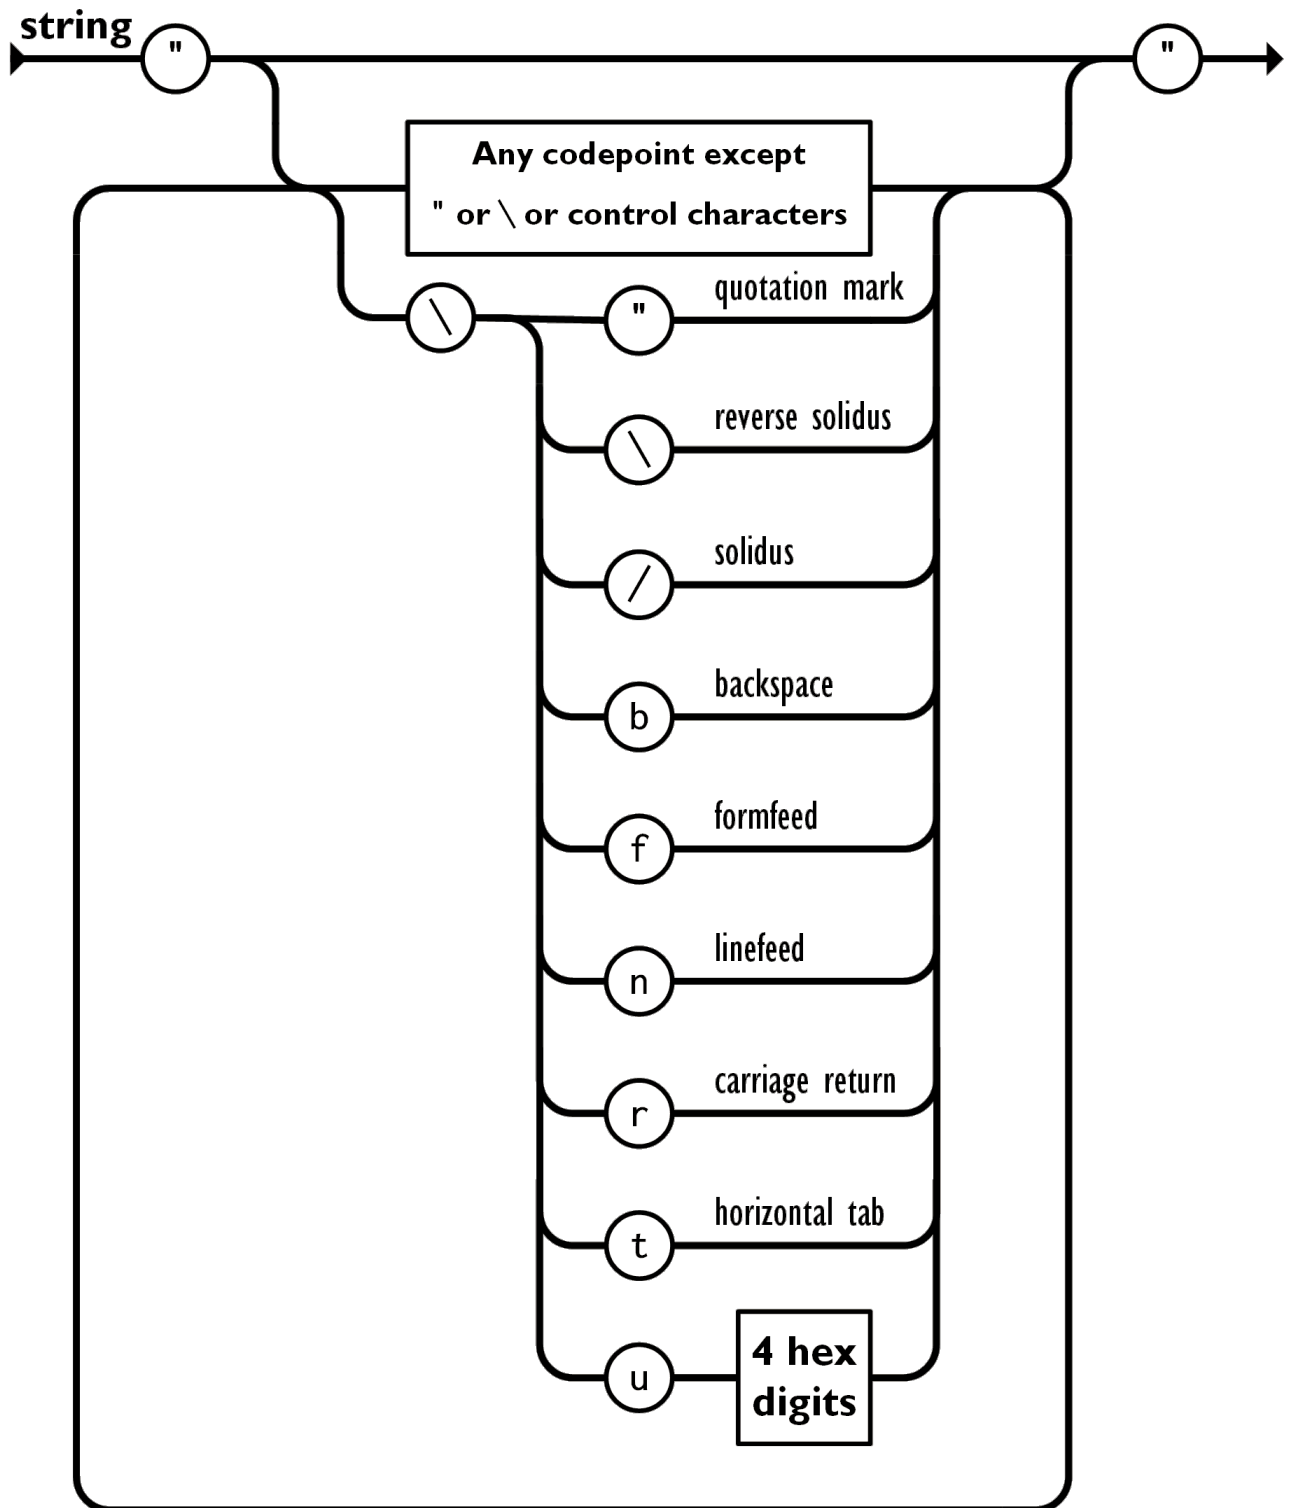 string
" "
Any codepoint except
" or \ or control characters
\ " quotation mark
\ reverse solidus
/ solidus
b backspace
f formfeed
n linefeed
r carriage return
t horizontal tab
u 4 hex
digits